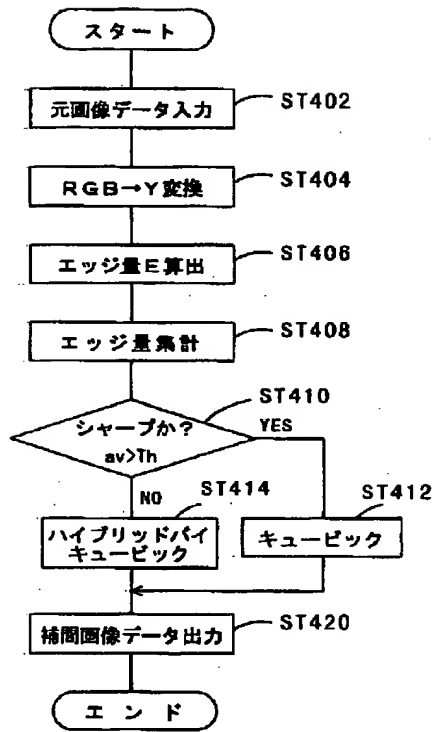 スタート
元画像データ入力
ST402
RGB→Y変換
ST404
エッジ量E算出
ST406
エッジ量集計
ST408
シャープか?
av>Th
ST410
YES
NO
ST414
ハイブリッドバイ
キュービック
ST412
キュービック
補間画像データ出力
ST420
エンド